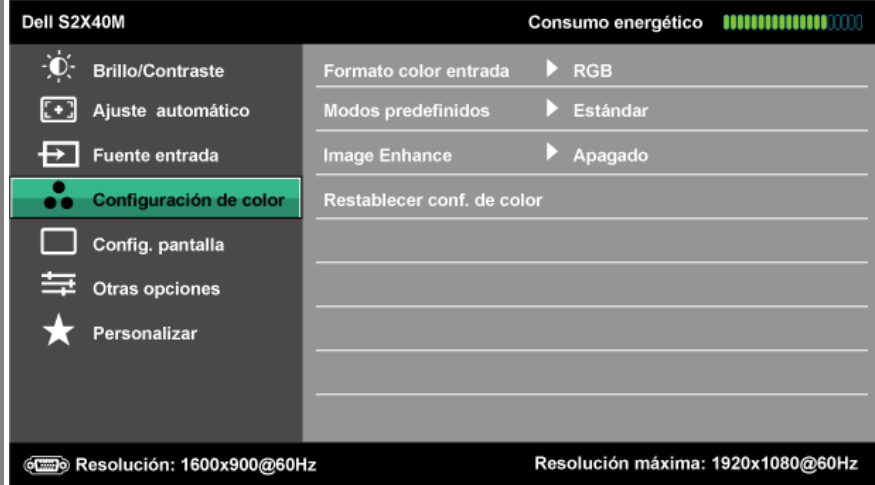 Dell S2X40M Consumo energético
Brillo/Contraste Formato color entrada RGB
Ajuste automático Modos predefinidos Estándar
Fuente entrada Image Enhance Apagado
Configuración de color Restablecer conf. de color
Config. pantalla
Otras opciones
Personalizar
Resolución: 1600x900@60Hz Resolución máxima: 1920x1080@60Hz